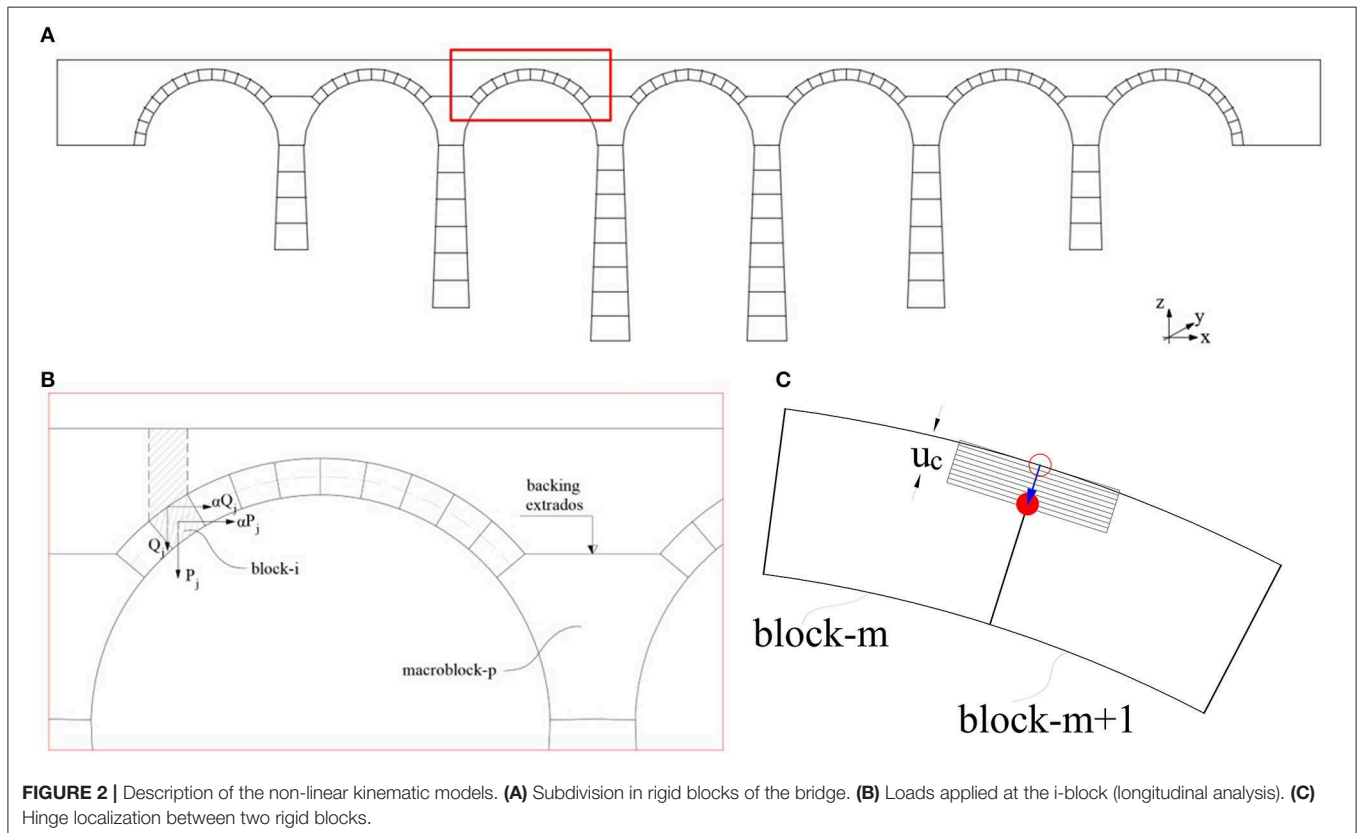 A
z
y
x
B
αQj
αPj
Qj
Pj
block-i
backing
extrados
macroblock-p
C
uc
block-m
block-m+1
FIGURE 2 | Description of the non-linear kinematic models. (A) Subdivision in rigid blocks of the bridge. (B) Loads applied at the i-block (longitudinal analysis). (C)
Hinge localization between two rigid blocks.